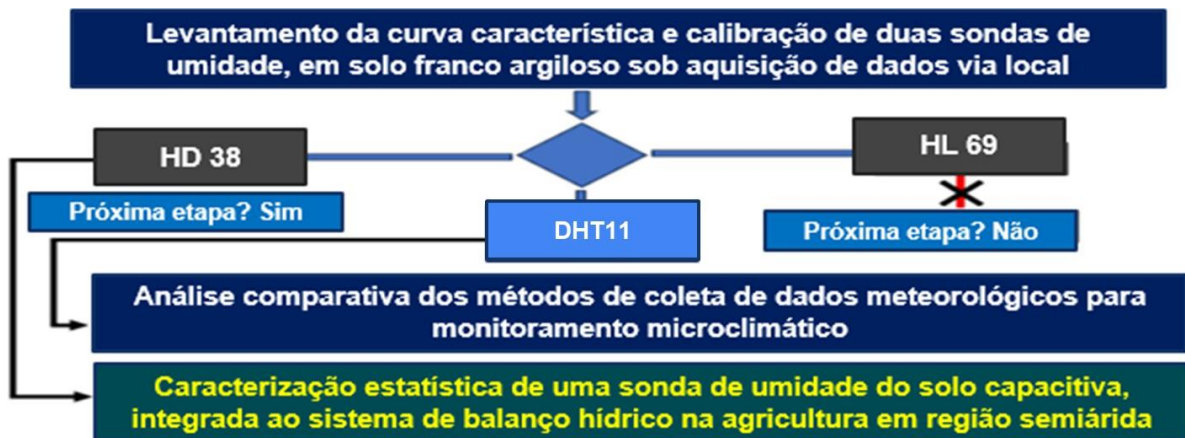 Levantamento da curva característica e calibração de duas sondas de
umidade, em solo franco argiloso sob aquisição de dados via local
HD 38
HL 69
Próxima etapa? Sim
DHT11
Próxima etapa? Não
Análise comparativa dos métodos de coleta de dados meteorológicos para
monitoramento microclimático
Caracterização estatística de uma sonda de umidade do solo capacitiva,
integrada ao sistema de balanço hídrico na agricultura em região semiárida